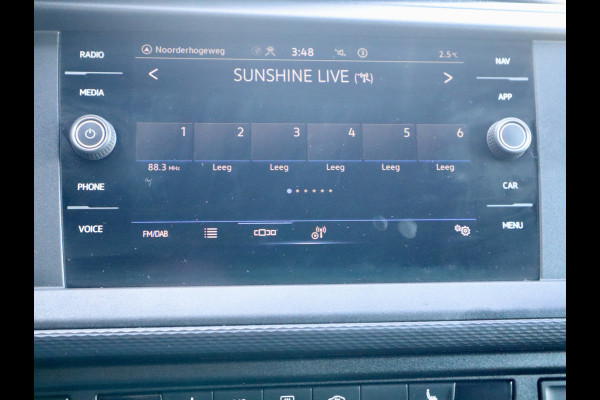 RADIO
MEDIA
PHONE
VOICE
Noorderhogeweg 3:48 2.5°C
< SUNSHINE LIVE >
1 2 3 4 5 6
88.3 MHz Leeg Leeg Leeg Leeg Leeg
FM/DAB
NAV
APP
CAR
MENU